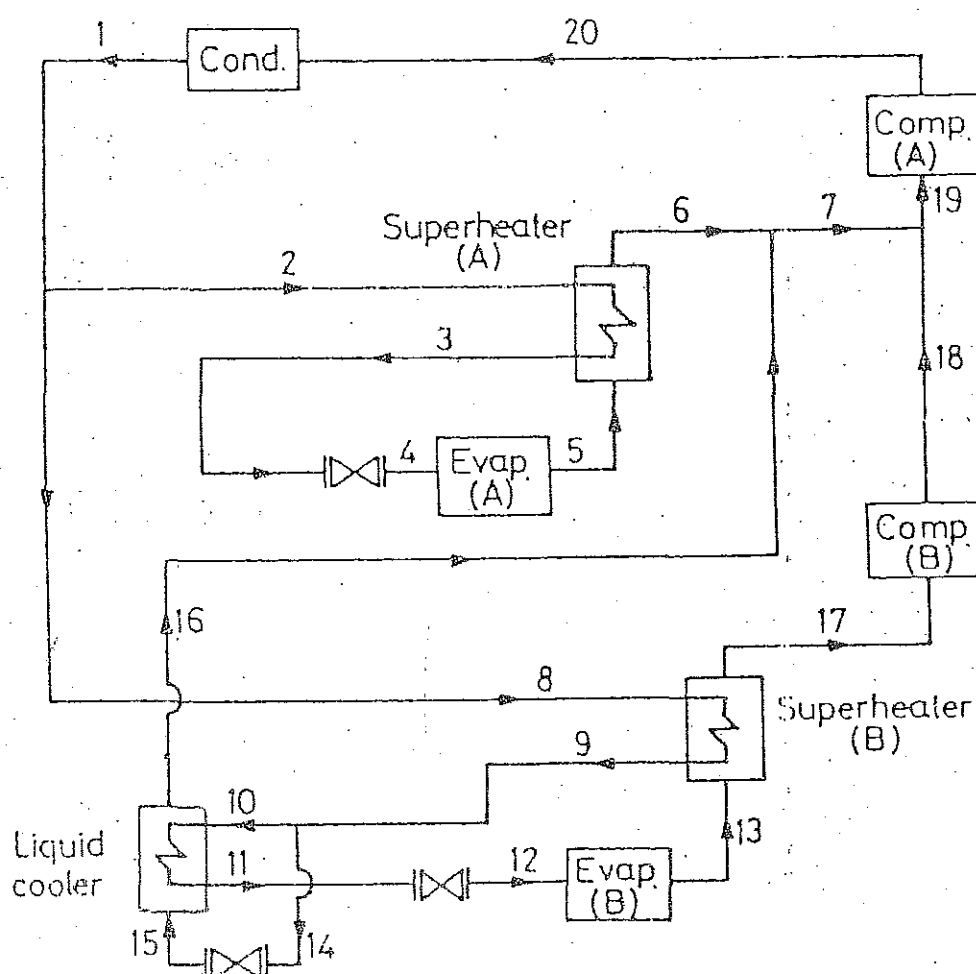 1
Cond.
20
Comp.
(A)
19
Superheater
(A)
6
7
2
3
18
4
Evap.
(A)
5
Comp.
(B)
16
17
8
Superheater
(B)
9
10
Liquid
cooler
11
12
Evap.
(B)
13
15
14